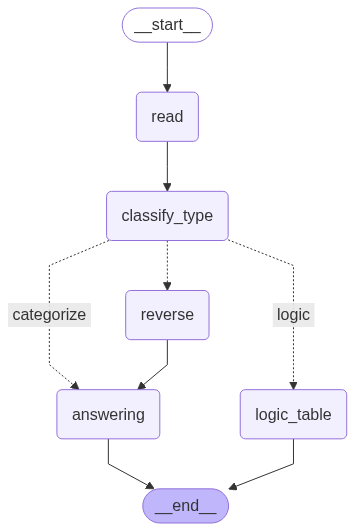 __start__
read
classify_type
categorize
reverse
logic
answering
logic_table
__end__